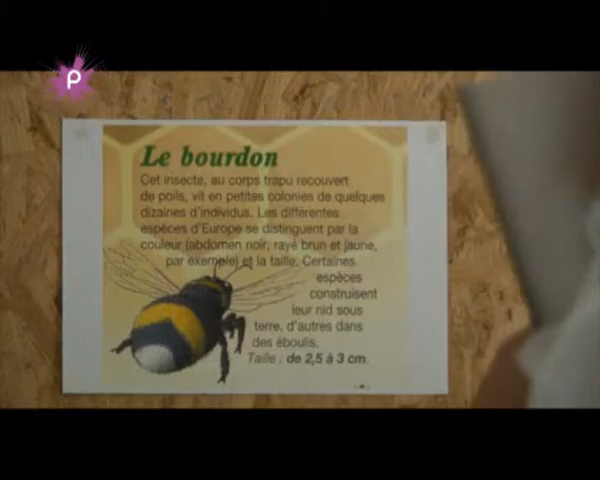 P
Le bourdon
Cet insecte, au corps trapu recouvert
de poils, vit en petites colonies de quelques
dizaines d'individus. Les différentes
espèces d'Europe se distinguent par la
couleur (abdomen noir, rayé brun et jaune,
par exemple) et la taille. Certaines
espèces
construisent
leur nid sous
terre, d'autres dans
des éboulis.
Taille : de 2,5 à 3 cm.